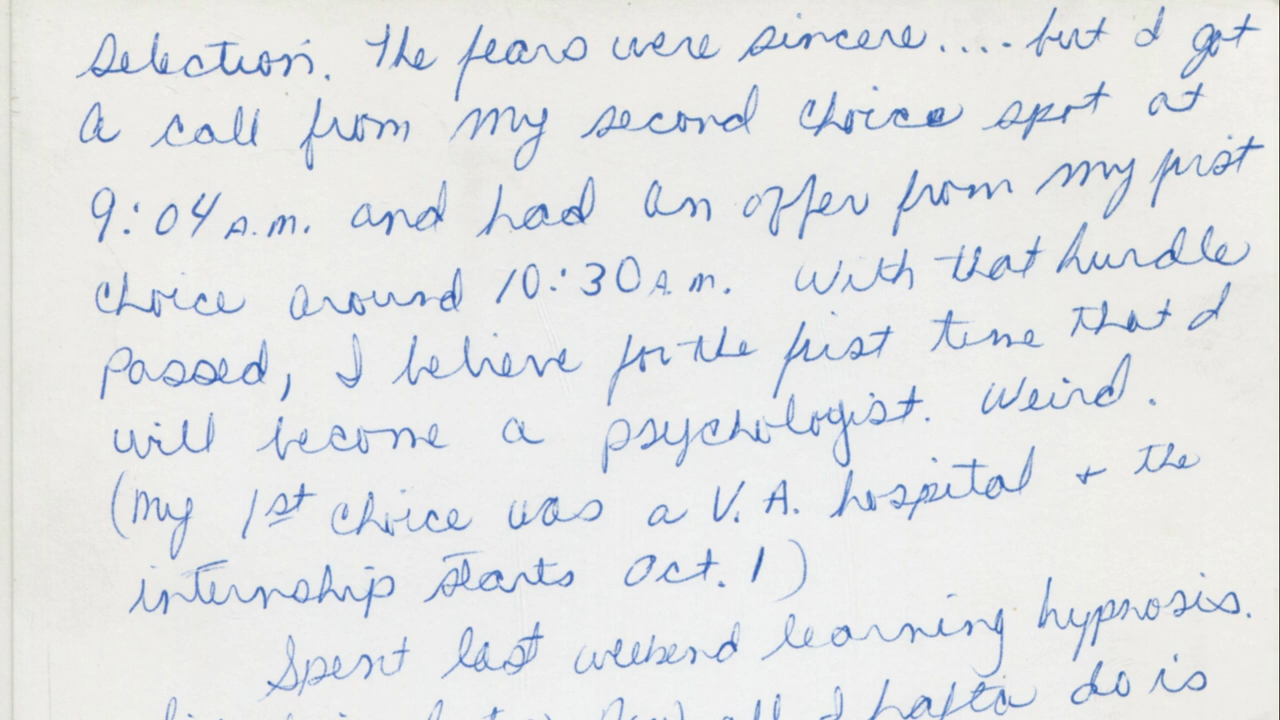 Selection. The fears were sincere.... but I got
a call from my second choice spot at
9:04 A.M. and had an offer from my first
choice around 10:30 A.M. With that hurdle
passed, I believe for the first time that I
will become a psychologist. Weird.
(My 1st choice was a V.A. hospital + the
internship starts Oct. 1)
Spent last weekend learning hypnosis.
all I hafta do is